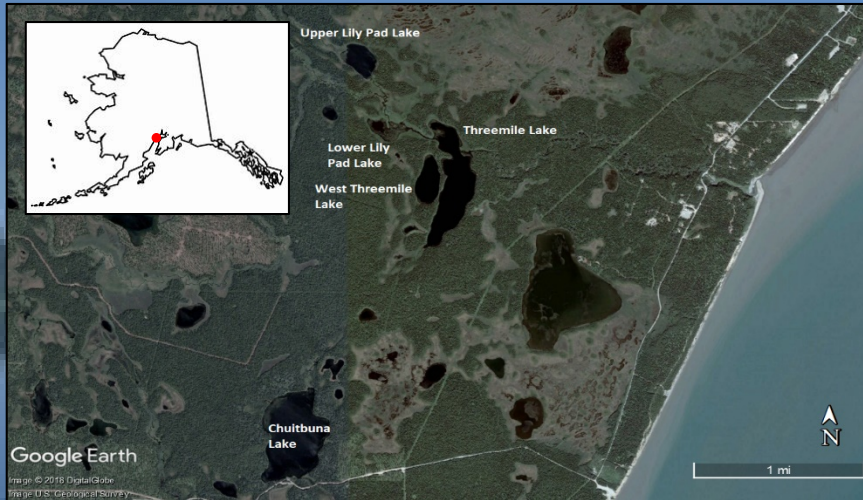 Upper Lily Pad Lake
Threemile Lake
Lower Lily
Pad Lake
West Threemile
Lake
Chuitbuna
Lake
N
Google Earth
1 mi
Image © 2018 DigitalGlobe
Image U.S. Geological Survey